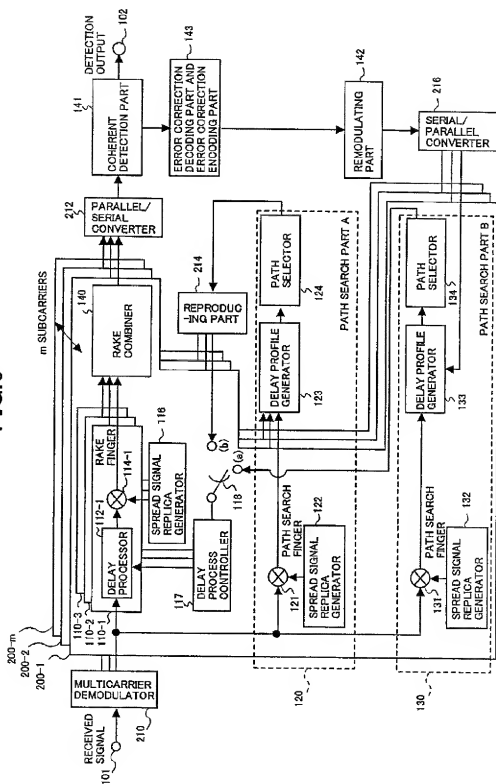 RECEIVED SIGNAL
101
MULTICARRIER DEMODULATOR
210
200-m
200-2
200-1
110-3
110-2
110-1
112-1
DELAY PROCESSOR
114-1
RAKE FINGER
SPREAD SIGNAL REPLICA GENERATOR
116
DELAY PROCESS CONTROLLER
117
118
(a)
(b)
m SUBCARRIERS
140
RAKE COMBINER
212
PARALLEL/ SERIAL CONVERTER
141
COHERENT DETECTION PART
DETECTION OUTPUT
102
ERROR CORRECTION DECODING PART AND ERROR CORRECTION ENCODING PART
143
REMODULATING PART
142
SERIAL/ PARALLEL CONVERTER
216
214
REPRODUC-ING PART
120
121
PATH SEARCH FINGER
SPREAD SIGNAL REPLICA GENERATOR
122
DELAY PROFILE GENERATOR
123
PATH SELECTOR
124
PATH SEARCH PART A
130
131
PATH SEARCH FINGER
SPREAD SIGNAL REPLICA GENERATOR
132
DELAY PROFILE GENERATOR
133
PATH SELECTOR
134
PATH SEARCH PART B